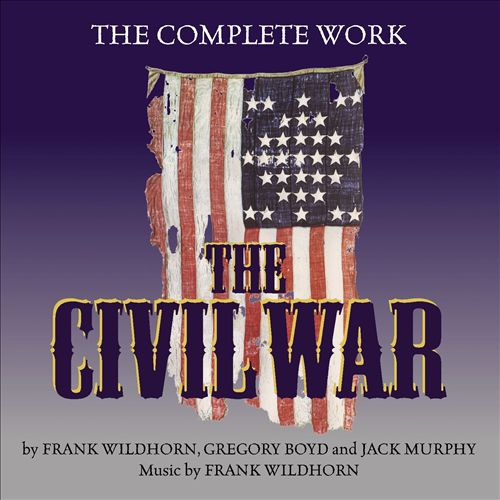 THE COMPLETE WORK
THE
CIVIL WAR
by FRANK WILDHORN, GREGORY BOYD and JACK MURPHY
Music by FRANK WILDHORN